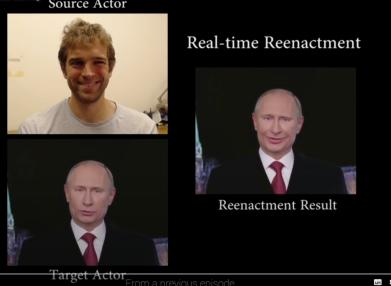 Source Actor
Real-time Reenactment
Reenactment Result
Target Actor
From a previous episode